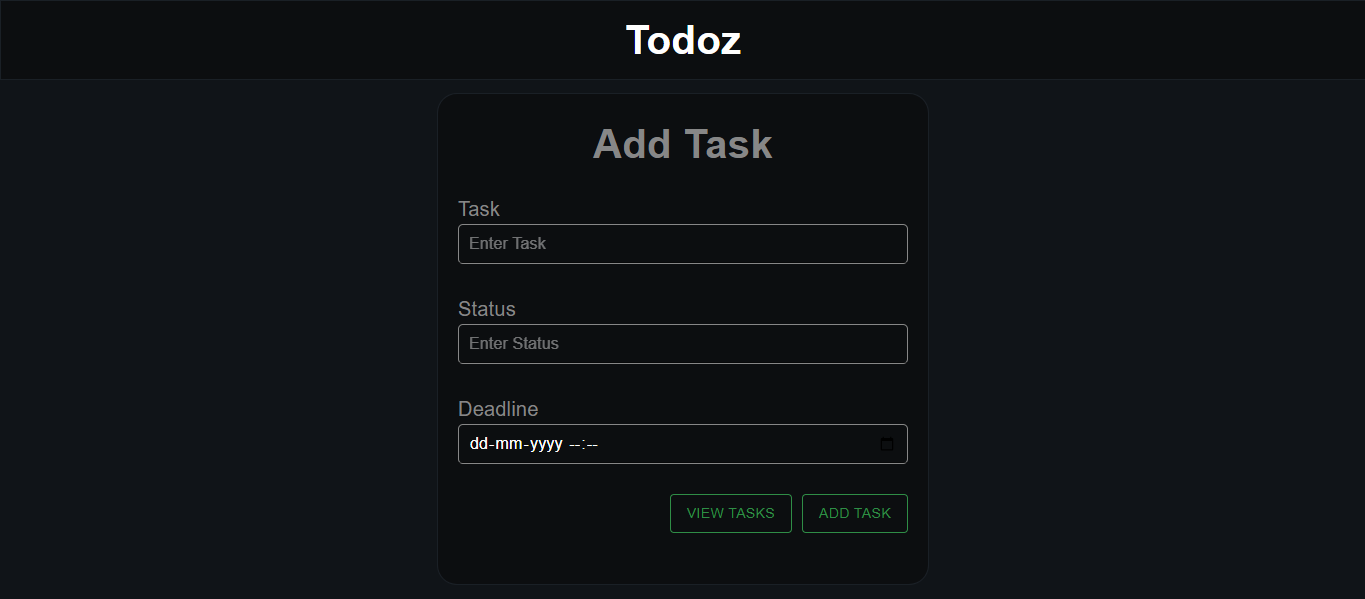 Todoz
Add Task
Task
Enter Task
Status
Enter Status
Deadline
dd-mm-yyyy --:--
VIEW TASKS ADD TASK